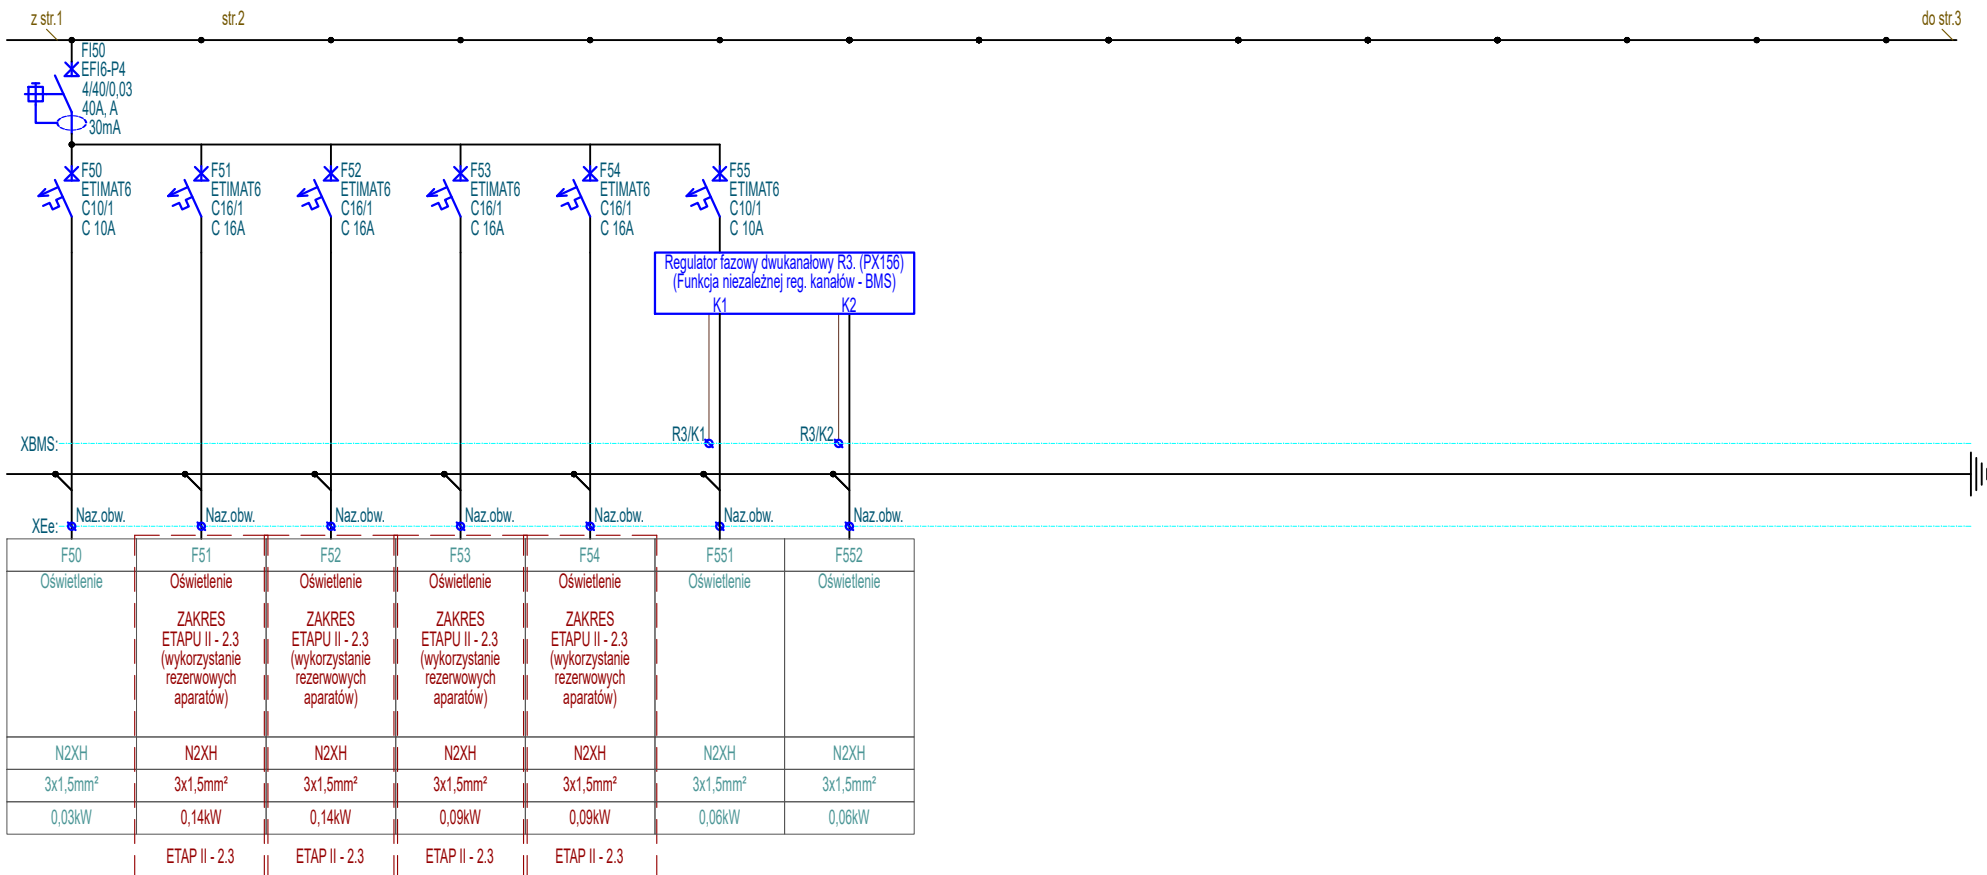 z str.1
str.2
do str.3
FI50
EFI6-P4
4/40/0,03
40A, A
30mA
F50
ETIMAT6
C10/1
C 10A
F51
ETIMAT6
C16/1
C 16A
F52
ETIMAT6
C16/1
C 16A
F53
ETIMAT6
C16/1
C 16A
F54
ETIMAT6
C16/1
C 16A
F55
ETIMAT6
C10/1
C 10A
Regulator fazowy dwukanałowy R3. (PX156)
(Funkcja niezależnej reg. kanałów - BMS)
K1 K2
XBMS:
R3/K1
R3/K2
XEe:
Naz.obw. Naz.obw. Naz.obw. Naz.obw. Naz.obw. Naz.obw. Naz.obw.
F50 F51 F52 F53 F54 F551 F552
Oświetlenie Oświetlenie Oświetlenie Oświetlenie Oświetlenie Oświetlenie Oświetlenie
ZAKRES ZAKRES ZAKRES ZAKRES
ETAPU II - 2.3 ETAPU II - 2.3 ETAPU II - 2.3 ETAPU II - 2.3
(wykorzystanie (wykorzystanie (wykorzystanie (wykorzystanie
rezerwowych rezerwowych rezerwowych rezerwowych
aparatów) aparatów) aparatów) aparatów)
N2XH N2XH N2XH N2XH N2XH N2XH N2XH
3x1,5mm² 3x1,5mm² 3x1,5mm² 3x1,5mm² 3x1,5mm² 3x1,5mm² 3x1,5mm²
0,03kW 0,14kW 0,14kW 0,09kW 0,09kW 0,06kW 0,06kW
ETAP II - 2.3 ETAP II - 2.3 ETAP II - 2.3 ETAP II - 2.3